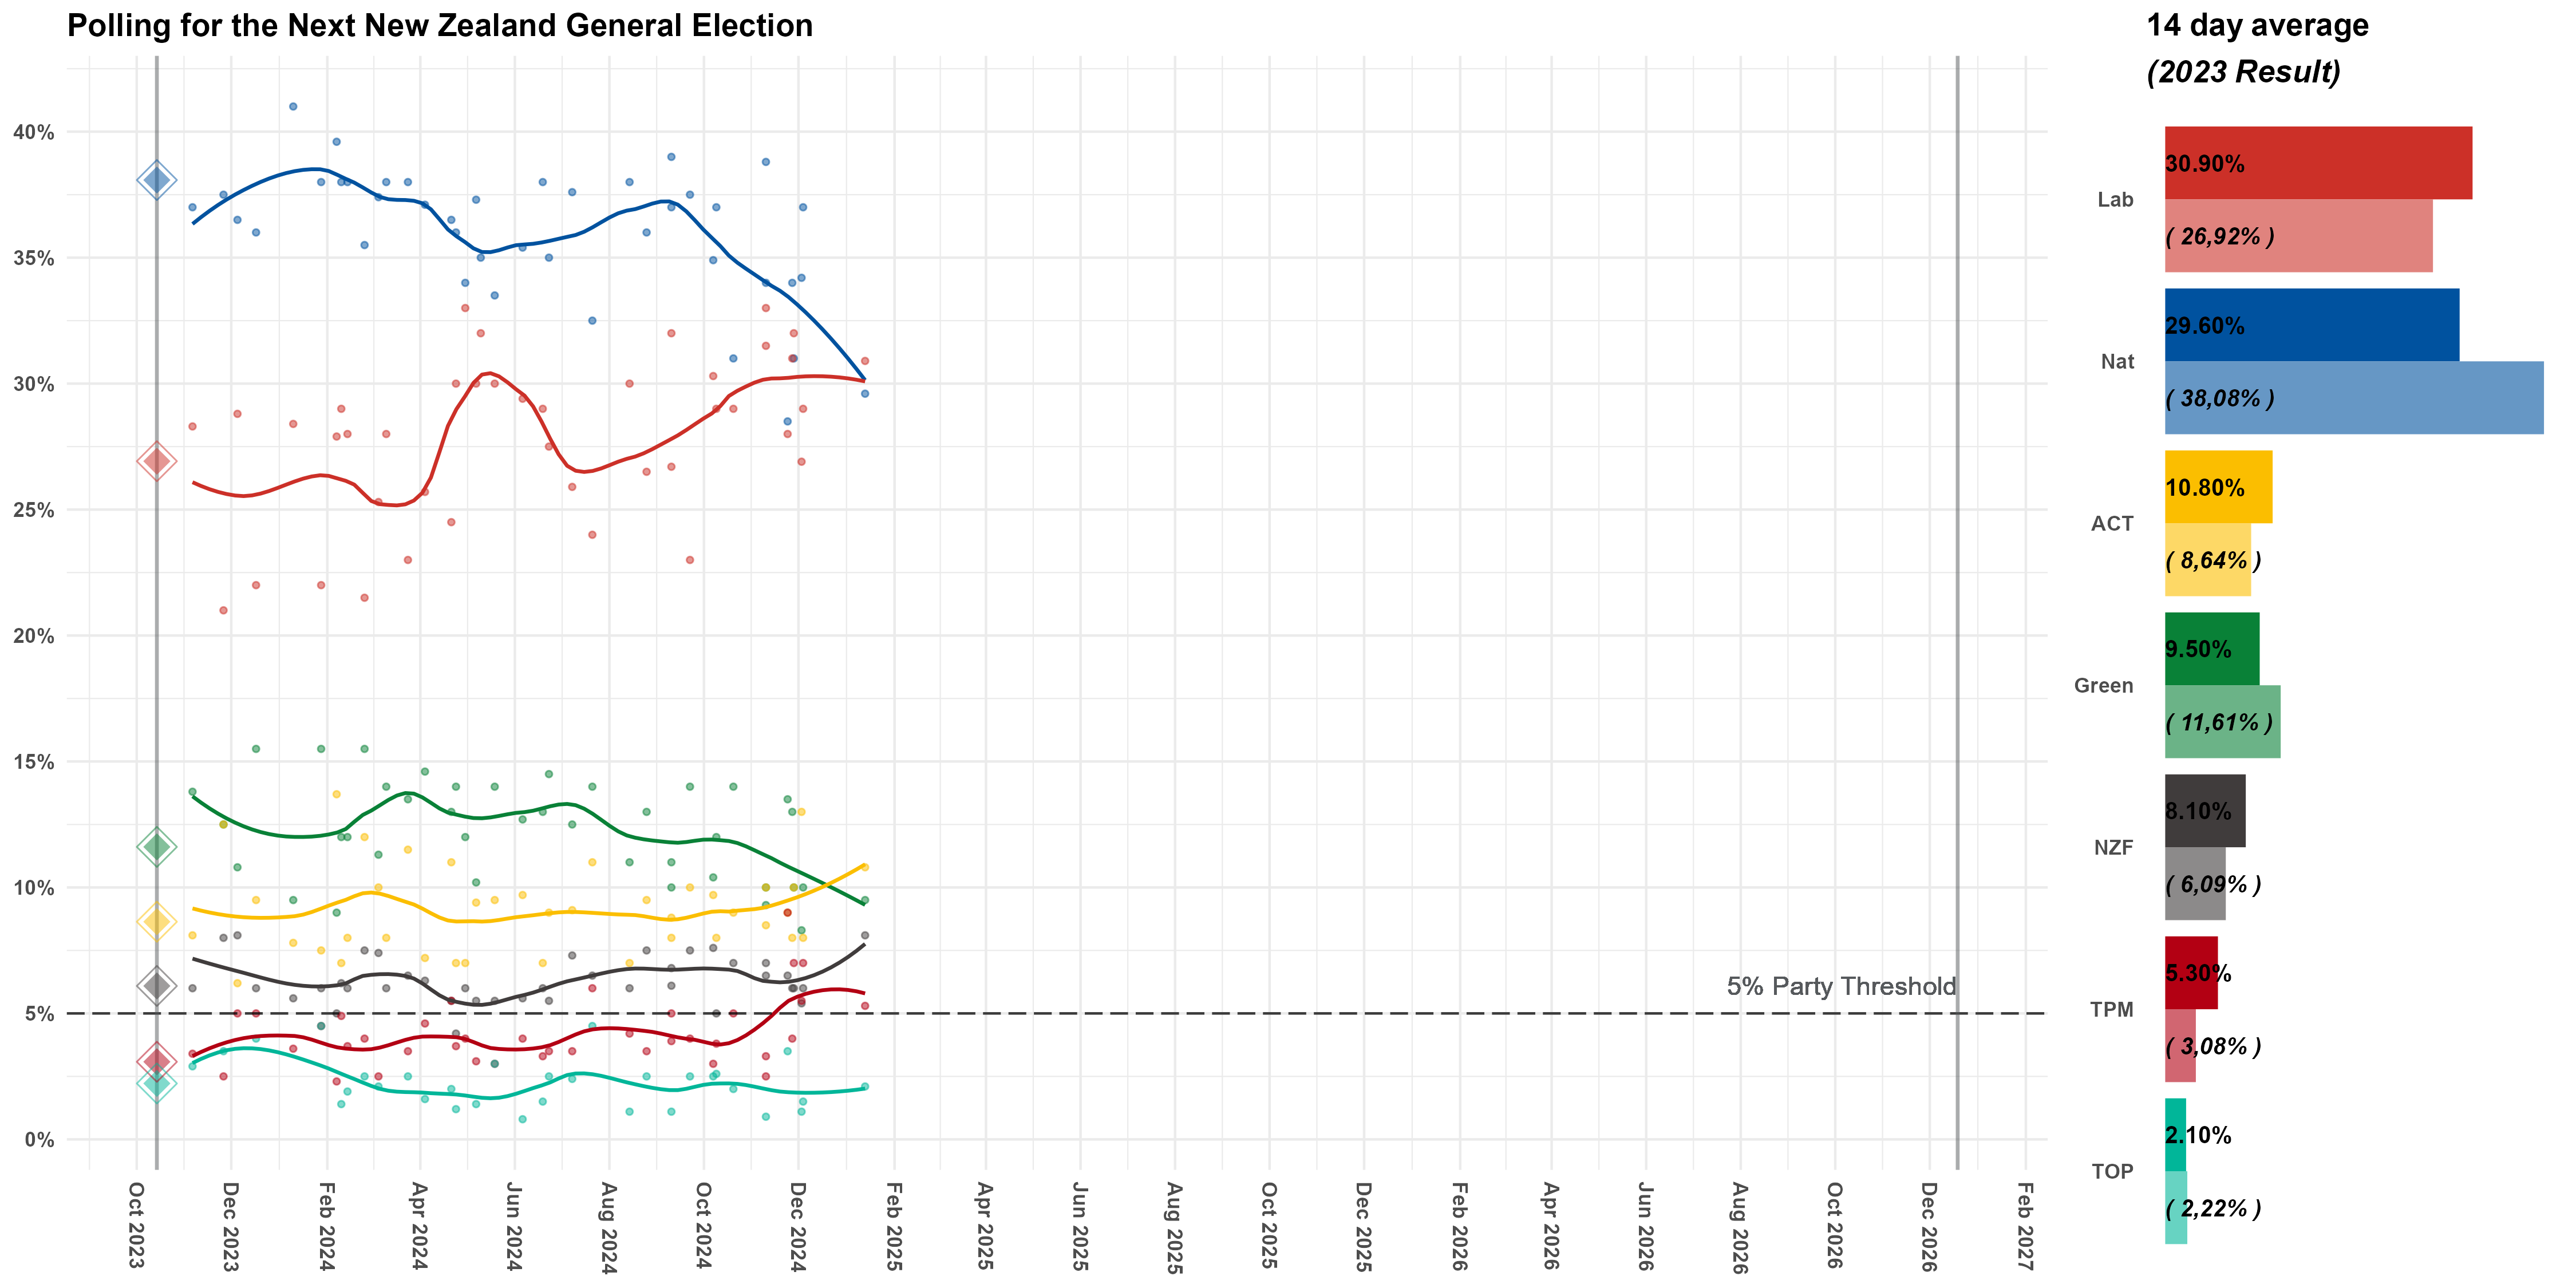 Polling for the Next New Zealand General Election
40%
35%
30%
25%
20%
15%
10%
5%
0%
5% Party Threshold
Oct 2023
Dec 2023
Feb 2024
Apr 2024
Jun 2024
Aug 2024
Oct 2024
Dec 2024
Feb 2025
Apr 2025
Jun 2025
Aug 2025
Oct 2025
Dec 2025
Feb 2026
Apr 2026
Jun 2026
Aug 2026
Oct 2026
Dec 2026
Feb 2027
14 day average
(2023 Result)
Lab
30.90%
( 26,92% )
Nat
29.60%
( 38,08% )
ACT
10.80%
( 8,64% )
Green
9.50%
( 11,61% )
NZF
8.10%
( 6,09% )
TPM
5.30%
( 3,08% )
TOP
2.10%
( 2,22% )